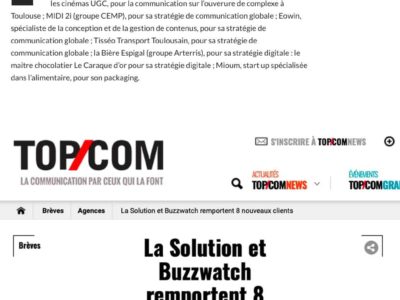 les cinémas UGC, pour la communication sur l'ouverure de complexe à
Toulouse ; MIDI 2i (groupe CEMP), pour sa stratégie de communication globale ; Eowin,
spécialiste de la conception et de la gestion de contenus, pour sa stratégie de
communication globale ; Tisséo Transport Toulousain, pour sa stratégie de
communication globale ; la Bière Espigal (groupe Arterris), pour sa stratégie digitale : le
maitre chocolatier Le Caraque d'or pour sa stratégie digitale ; Mioum, start up spécialisée
dans l'alimentaire, pour son packaging.
S'INSCRIRE À TOP/COMNEWS
TOP/COM
LA COMMUNICATION PAR CEUX QUI LA FONT
ACTUALITÉS
TOP/COMNEWS
ÉVÉNEMENTS
TOP/COMGRA
Brèves Agences La Solution et Buzzwatch remportent 8 nouveaux clients
Brèves
La Solution et
Buzzwatch
remportent 8